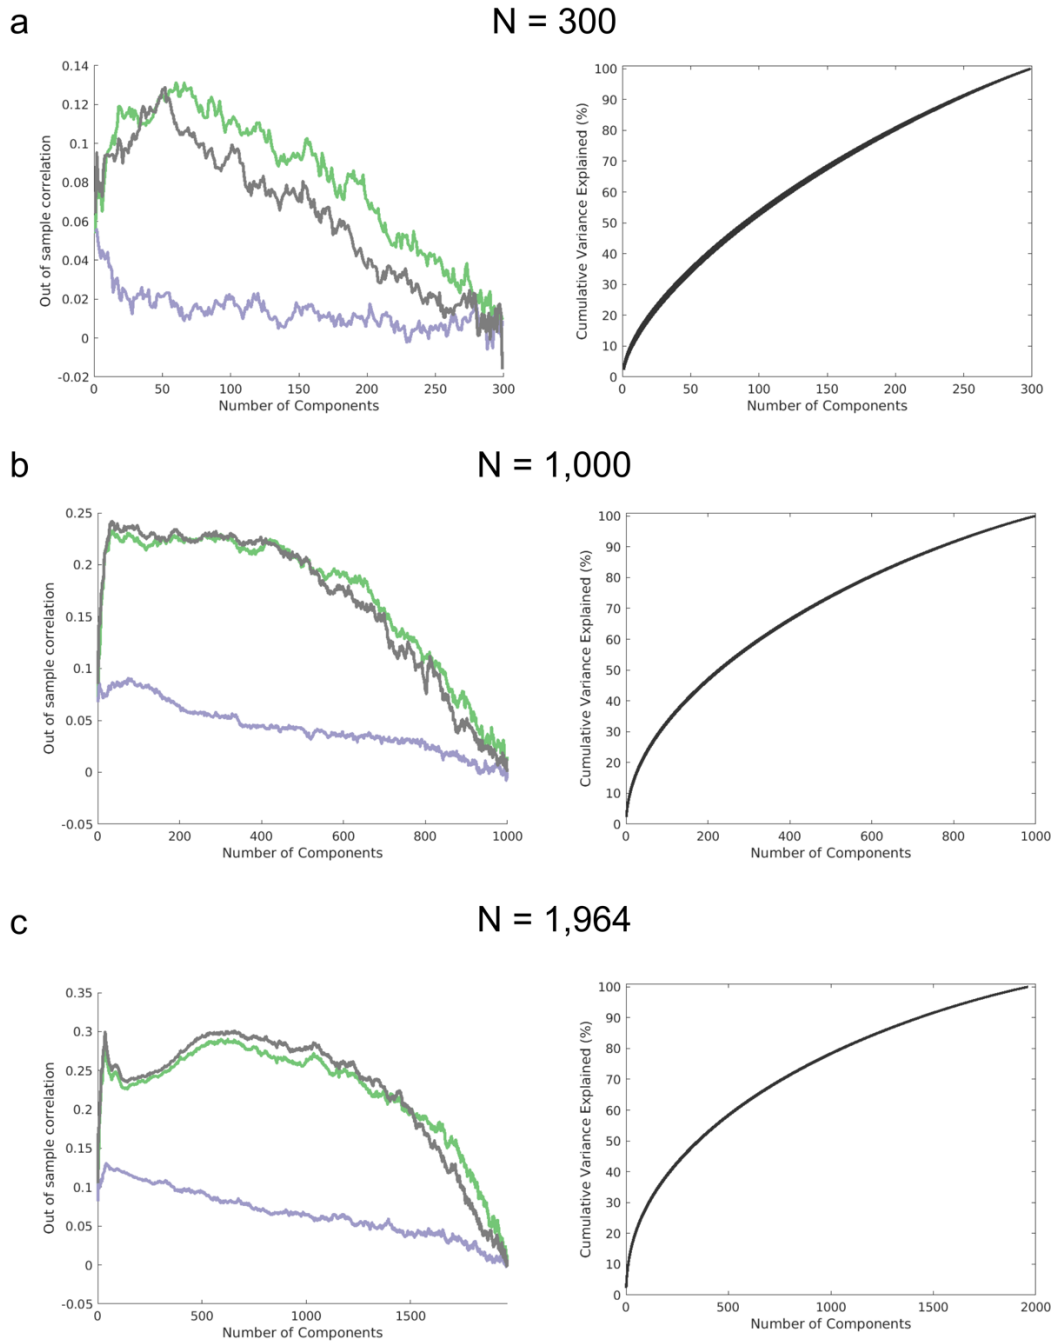 a
N = 300
0.14
0.12
0.1
0.08
0.06
0.04
0.02
0
-0.02
Out of sample correlation
0 50 100 150 200 250 300
Number of Components
100
90
80
70
60
50
40
30
20
10
0
Cumulative Variance Explained (%)
0 50 100 150 200 250 300
Number of Components
b
N = 1,000
0.25
0.2
0.15
0.1
0.05
0
-0.05
Out of sample correlation
0 200 400 600 800 1000
Number of Components
100
90
80
70
60
50
40
30
20
10
0
Cumulative Variance Explained (%)
0 200 400 600 800 1000
Number of Components
c
N = 1,964
0.35
0.3
0.25
0.2
0.15
0.1
0.05
0
-0.05
Out of sample correlation
0 500 1000 1500
Number of Components
100
90
80
70
60
50
40
30
20
10
0
Cumulative Variance Explained (%)
0 500 1000 1500 2000
Number of Components